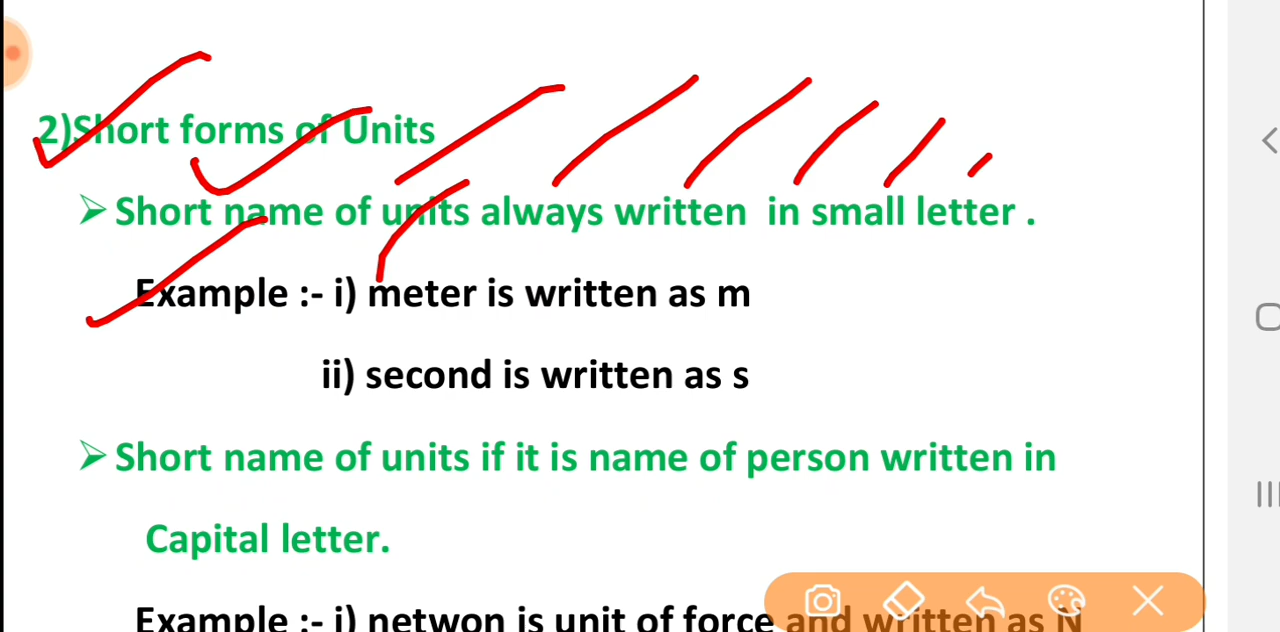 2)Short forms of Units
➢ Short name of units always written in small letter .
Example :- i) meter is written as m
ii) second is written as s
➢ Short name of units if it is name of person written in
Capital letter.
Example :- i) netwon is unit of force and written as N